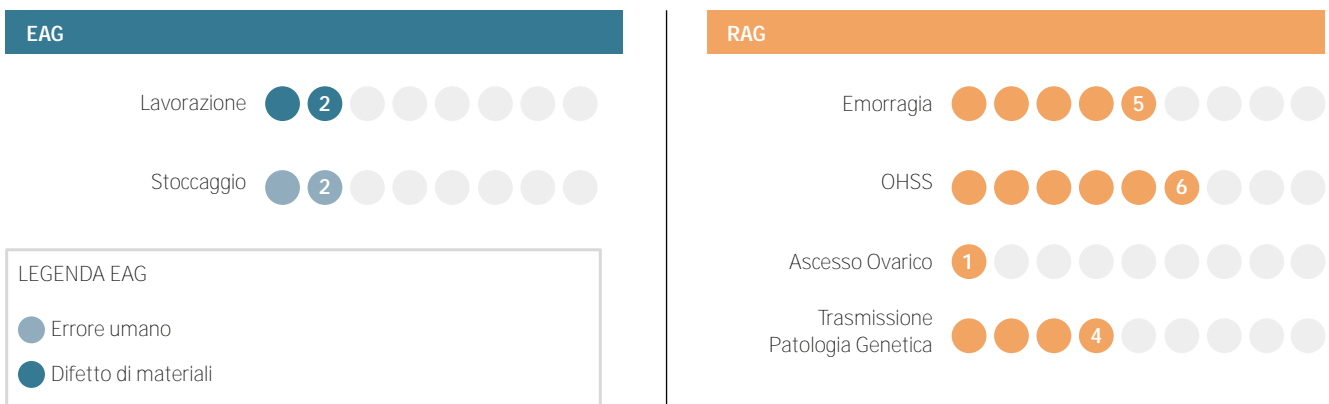 EAG
Lavorazione 2
Stoccaggio 2
LEGENDA EAG
Errore umano
Difetto di materiali
RAG
Emorragia 5
OHSS 6
Ascesso Ovarico 1
Trasmissione
Patologia Genetica 4